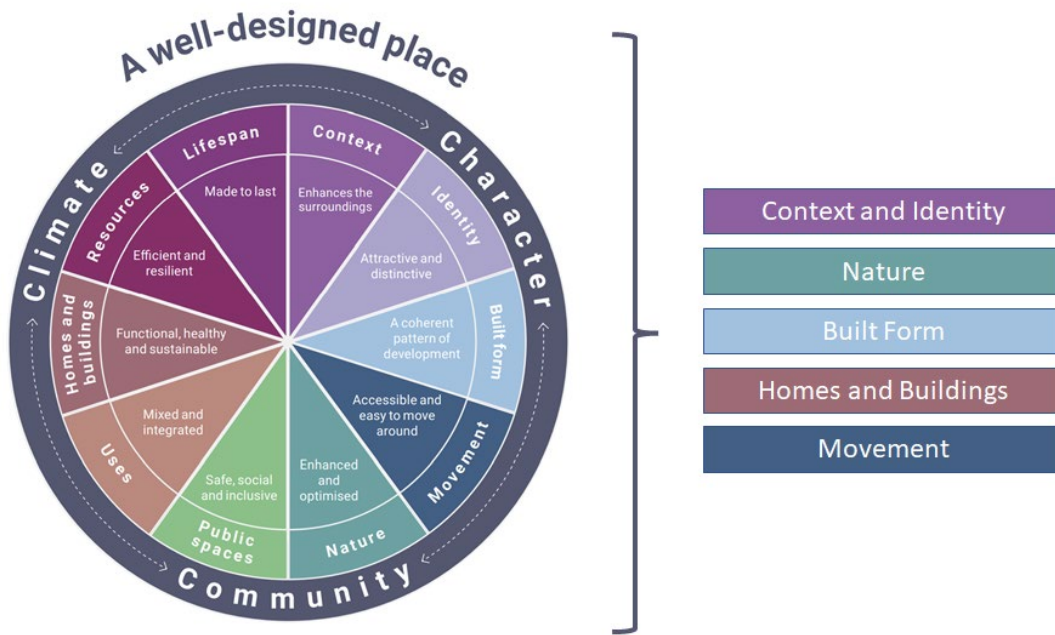 A well-designed place
Climate
Character
Community
Lifespan
Made to last
Context
Enhances the
surroundings
Identity
Attractive and
distinctive
Built form
A coherent
pattern of
development
Movement
Accessible and
easy to move
around
Nature
Enhanced
and
optimised
Public
spaces
Safe, social
and inclusive
Uses
Mixed and
integrated
Homes and
buildings
Functional, healthy
and sustainable
Resources
Efficient and
resilient
Context and Identity
Nature
Built Form
Homes and Buildings
Movement